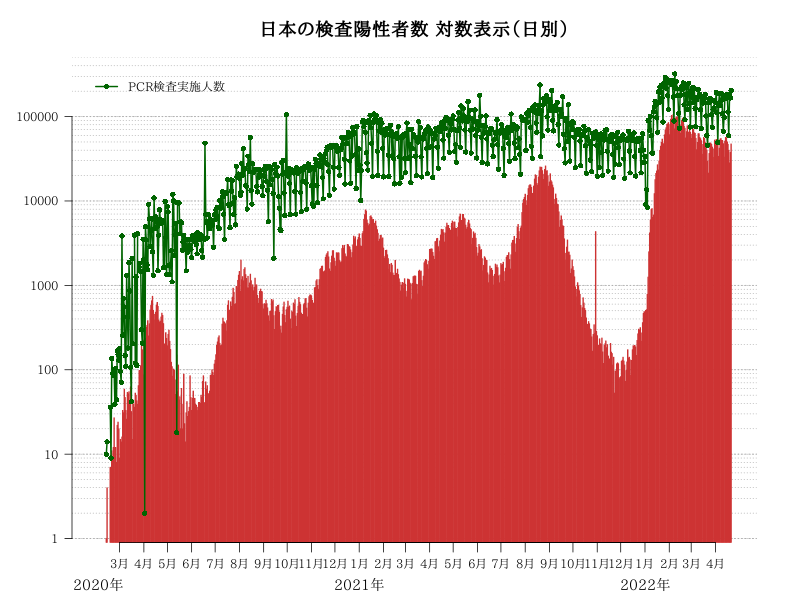 日本の検査陽性者数 対数表示（日別）
PCR検査実施人数
100000
10000
1000
100
10
1
3月 4月 5月 6月 7月 8月 9月 10月 11月 12月 1月 2月 3月 4月 5月 6月 7月 8月 9月 10月 11月 12月 1月 2月 3月 4月
2020年 2021年 2022年